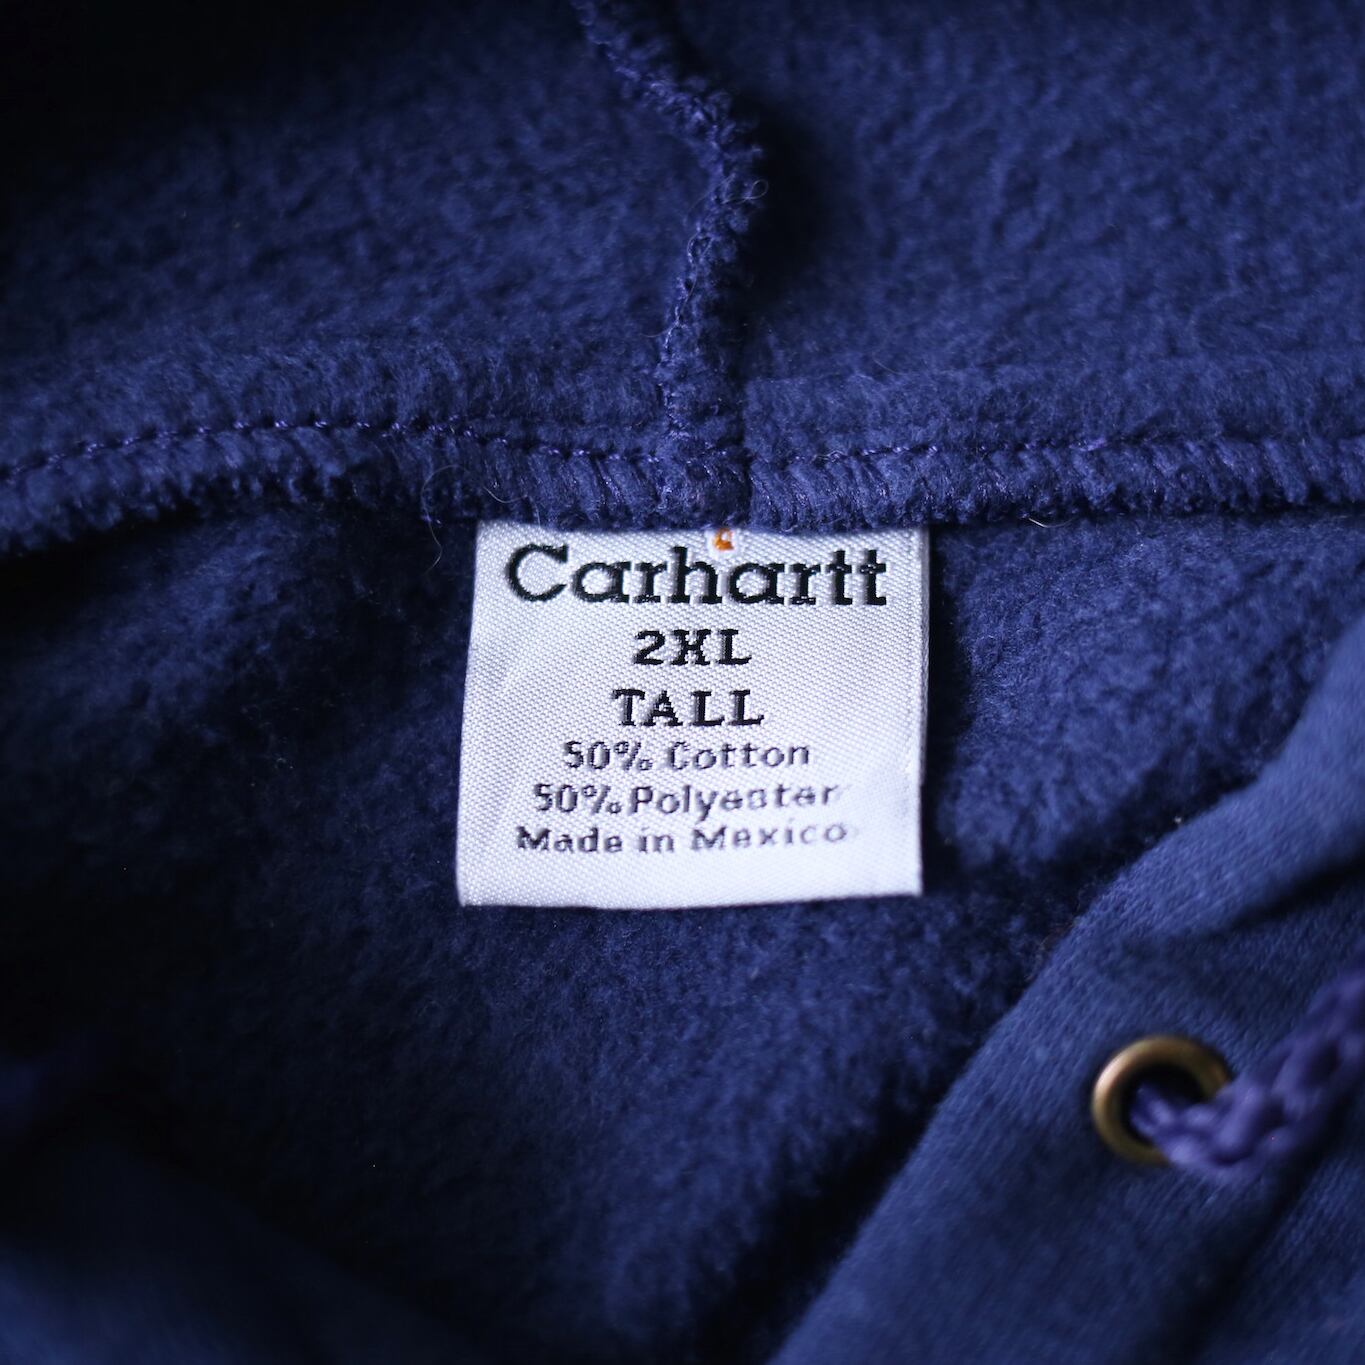 Carhartt
2XL
TALL
50% Cotton
50% Polyester
Made in Mexico